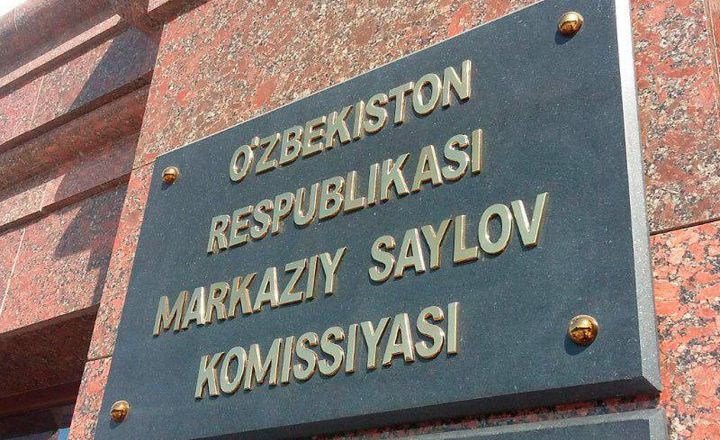 O‘ZBEKISTON
RESPUBLIKASI
MARKAZIY SAYLOV
KOMISSIYASI